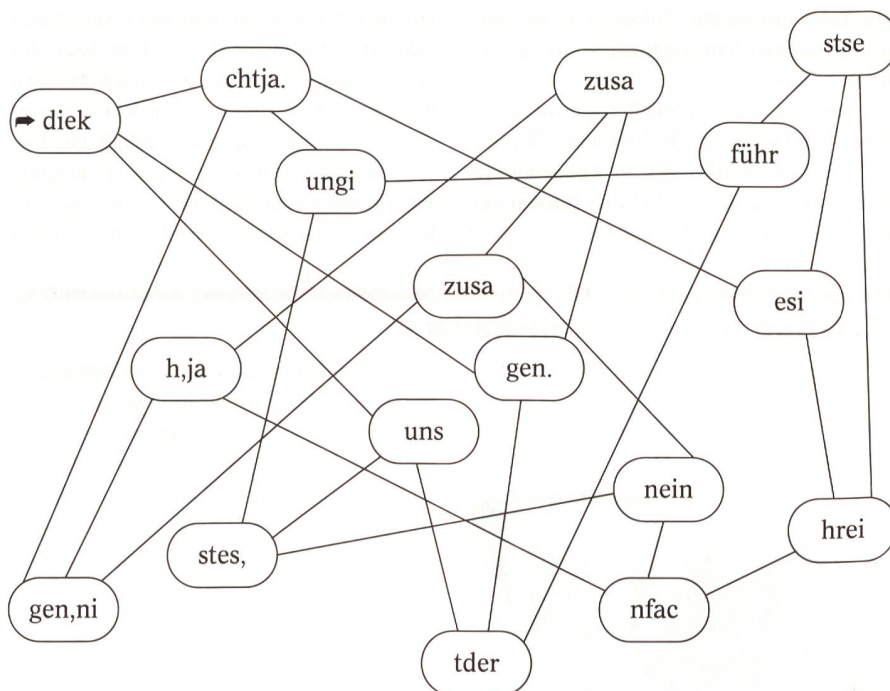 stse
chtja.
zusa
➨ diek
führ
ungi
zusa
esi
h,ja
gen.
uns
nein
hrei
stes,
gen,ni
nfac
tder